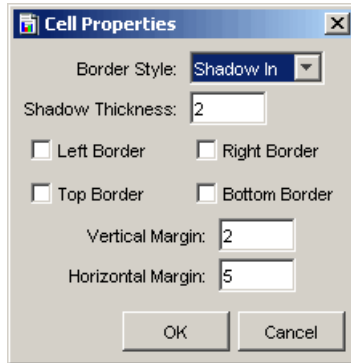 Cell Properties
Border Style: Shadow In
Shadow Thickness: 2
Left Border Right Border
Top Border Bottom Border
Vertical Margin: 2
Horizontal Margin: 5
OK Cancel